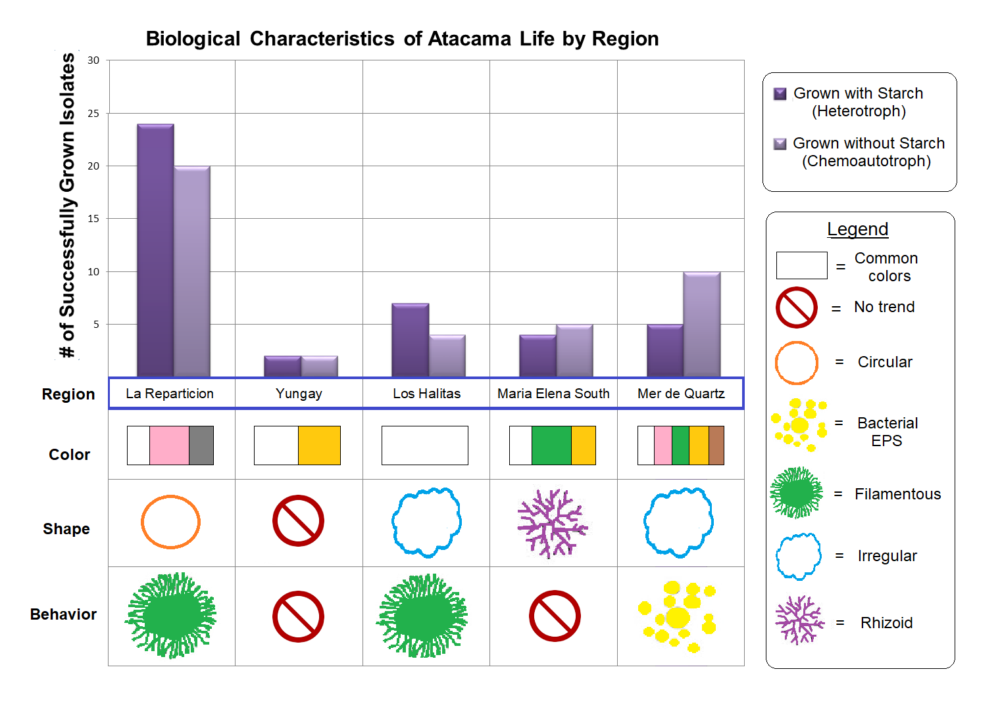 Biological Characteristics of Atacama Life by Region
# of Successfully Grown Isolates
30
25
20
15
10
5
Region
La Reparticion
Yungay
Los Halitas
Maria Elena South
Mer de Quartz
Color
Shape
Behavior
Grown with Starch
(Heterotroph)
Grown without Starch
(Chemoautotroph)
Legend
= Common
colors
= No trend
= Circular
= Bacterial
EPS
= Filamentous
= Irregular
= Rhizoid